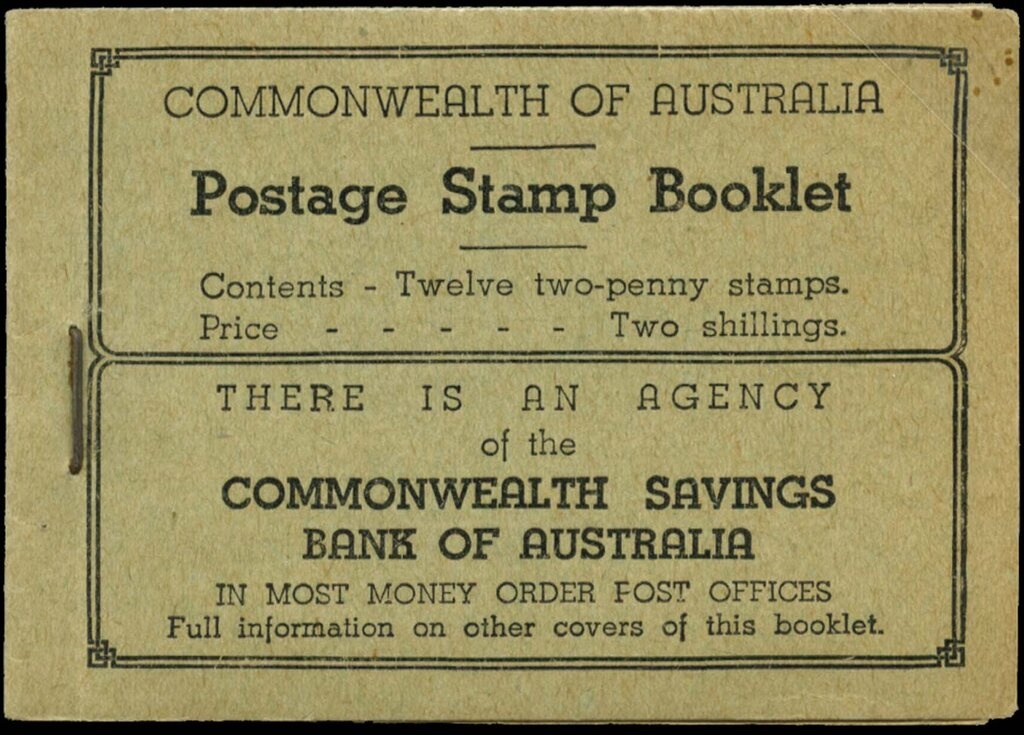 COMMONWEALTH OF AUSTRALIA
Postage Stamp Booklet
Contents - Twelve two-penny stamps.
Price - - - - - Two shillings.
THERE IS AN AGENCY
of the
COMMONWEALTH SAVINGS
BANK OF AUSTRALIA
IN MOST MONEY ORDER POST OFFICES
Full information on other covers of this booklet.